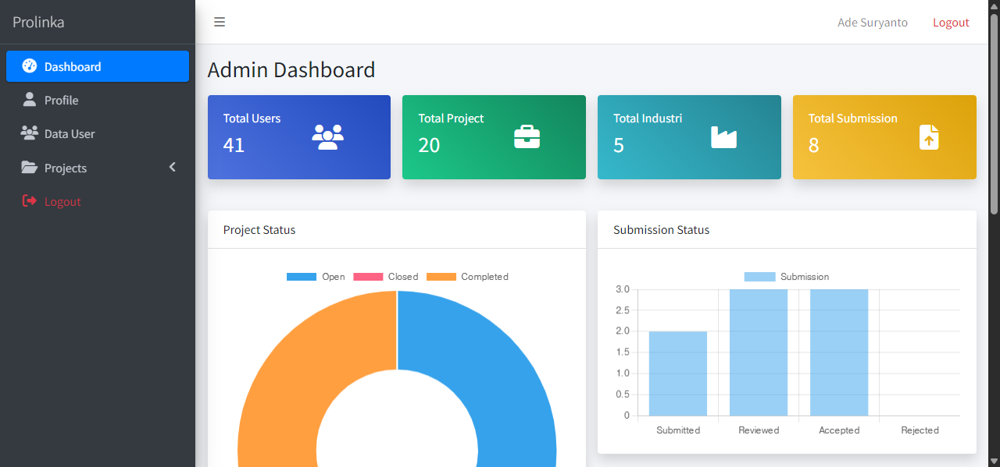 Prolinka
Ade Suryanto
Logout
Dashboard
Profile
Data User
Projects
Logout
Admin Dashboard
Total Users
41
Total Project
20
Total Industri
5
Total Submission
8
Project Status
Open Closed Completed
Submission Status
Submission
3.0
2.5
2.0
1.5
1.0
0.5
0
Submitted Reviewed Accepted Rejected